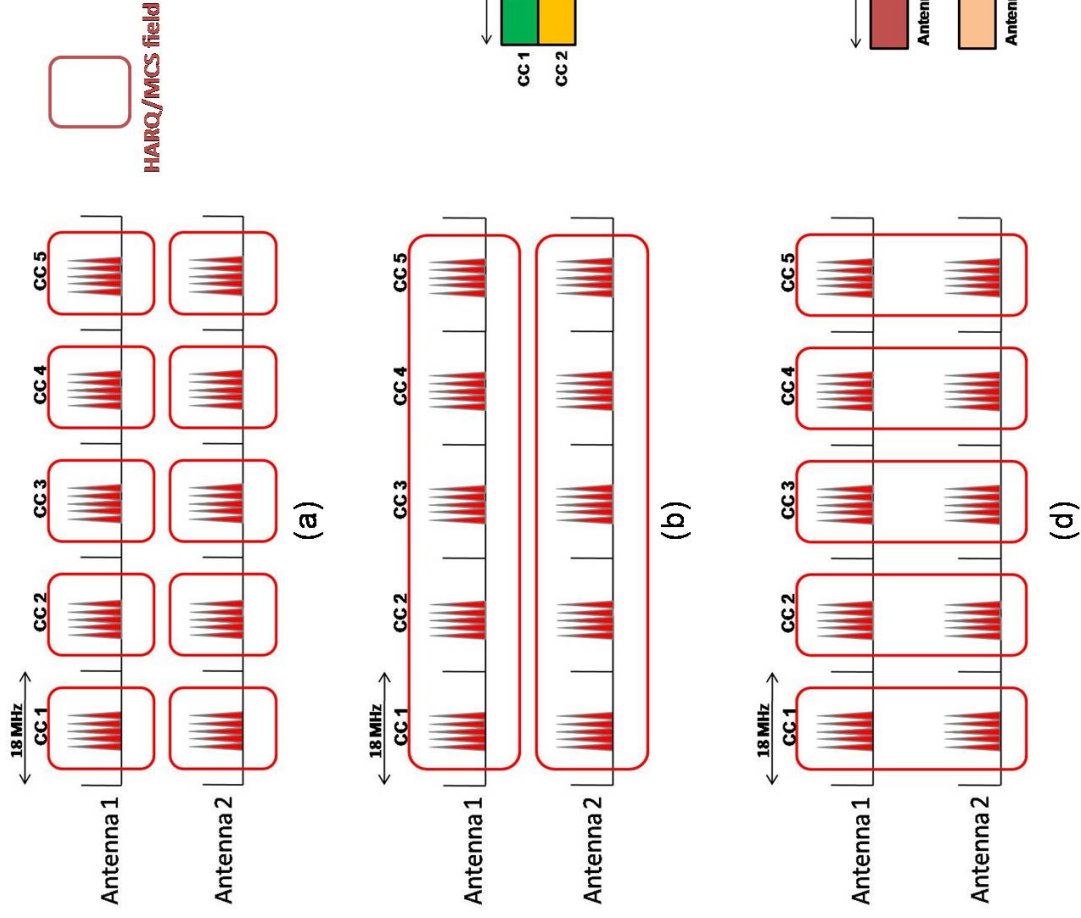 HARQ/MCS field
18 MHz
CC 1 CC 2 CC 3 CC 4 CC 5
Antenna 1
Antenna 2
(a)
18 MHz
CC 1 CC 2 CC 3 CC 4 CC 5
Antenna 1
Antenna 2
(b)
CC 1
CC 2
18 MHz
CC 1 CC 2 CC 3 CC 4 CC 5
Antenna 1
Antenna 2
(d)